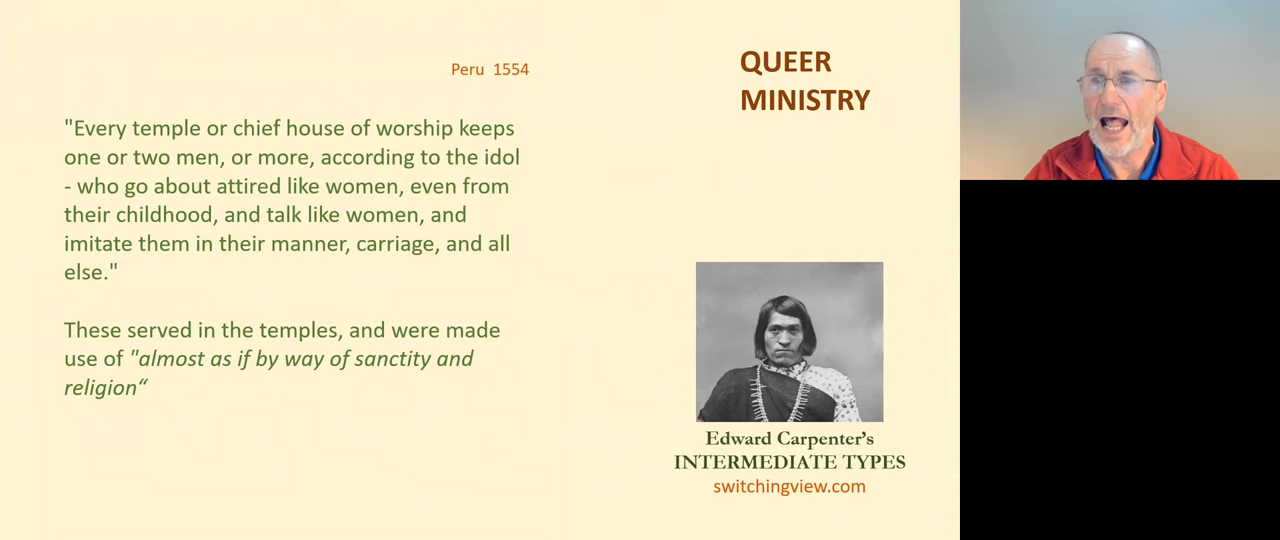 Peru 1554
"Every temple or chief house of worship keeps
one or two men, or more, according to the idol
- who go about attired like women, even from
their childhood, and talk like women, and
imitate them in their manner, carriage, and all
else."
These served in the temples, and were made
use of "almost as if by way of sanctity and
religion“
QUEER
MINISTRY
Edward Carpenter’s
INTERMEDIATE TYPES
switchingview.com